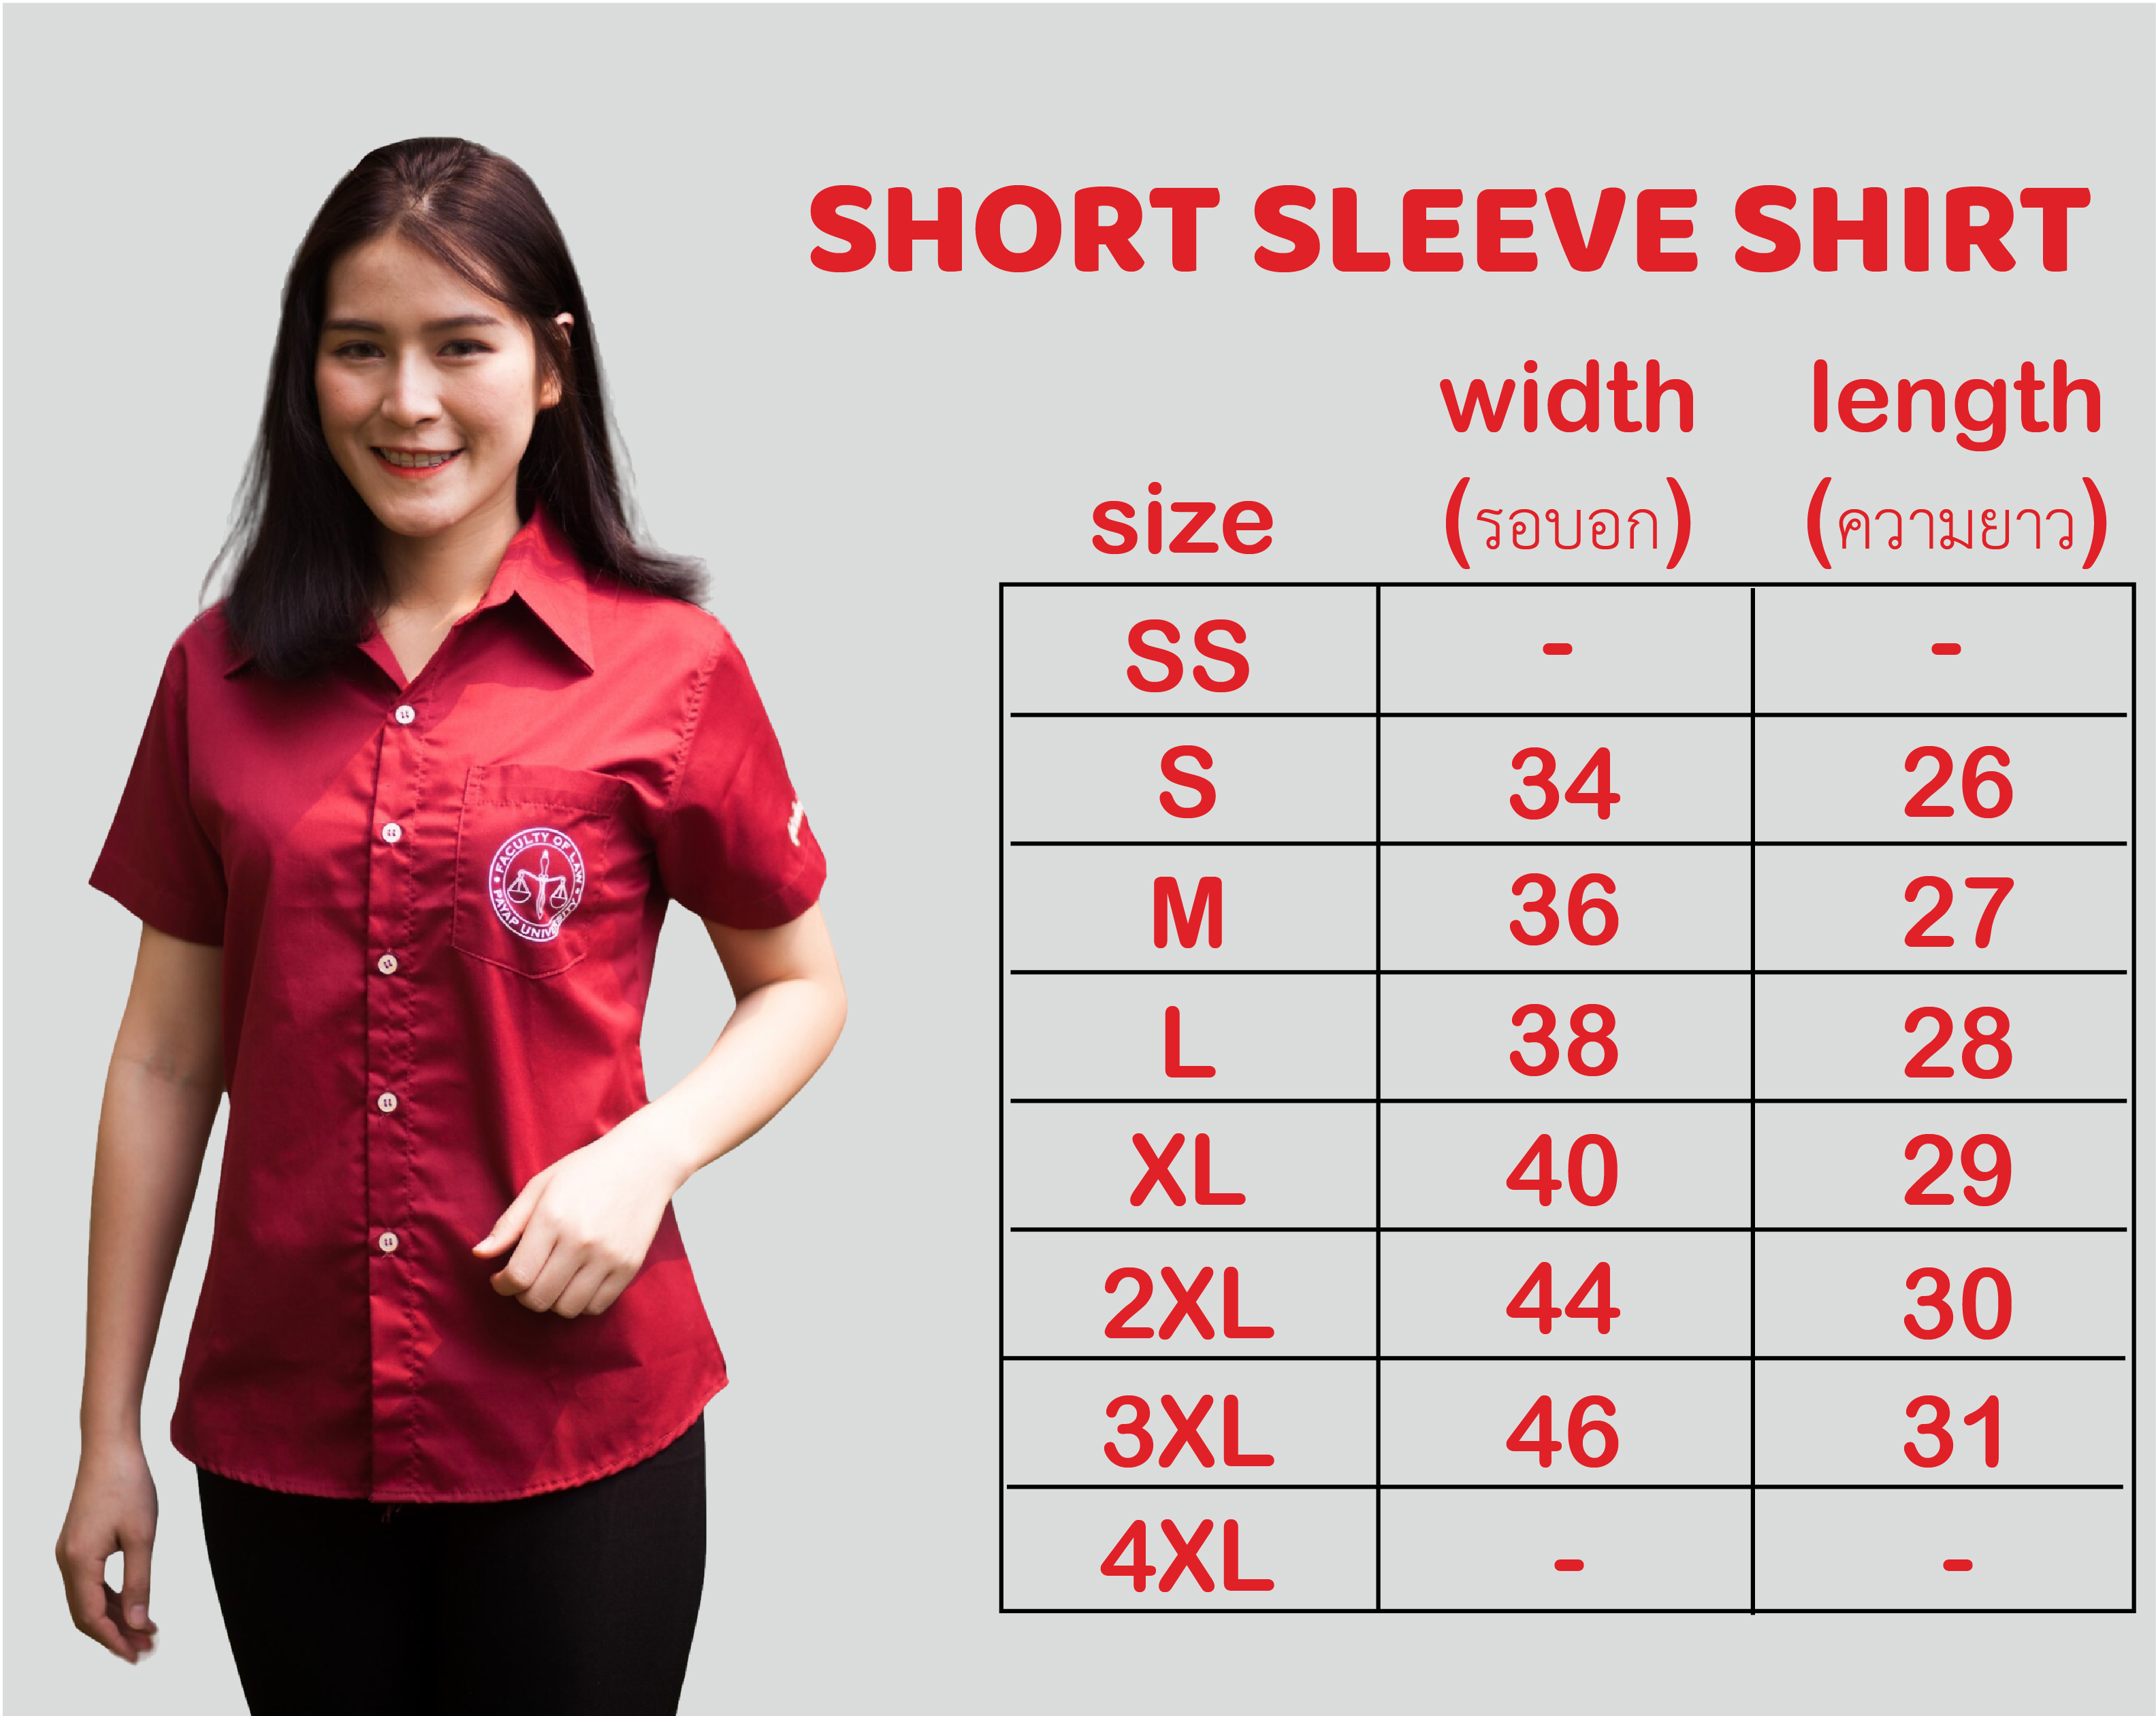 SHORT SLEEVE SHIRT
width length
size (รอบอก) (ความยาว)
SS - -
S 34 26
M 36 27
L 38 28
XL 40 29
2XL 44 30
3XL 46 31
4XL - -
FACULTY OF LAW
PAYAP UNIVERSITY